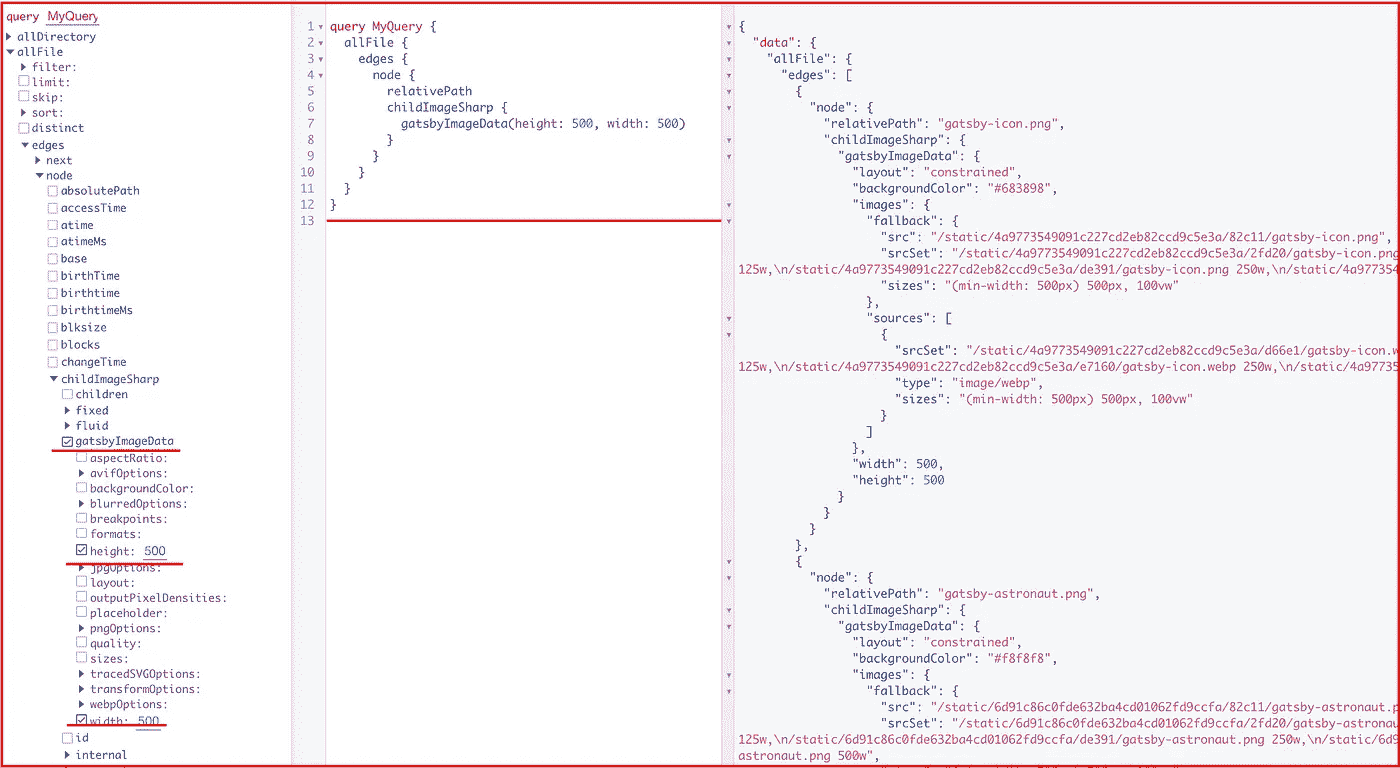 query MyQuery
allDirectory
allFile
filter:
limit:
skip:
sort:
distinct
edges
next
node
absolutePath
accessTime
atime
atimeMs
base
birthTime
birthtime
birthtimeMs
blksize
blocks
changeTime
childImageSharp
children
fixed
fluid
gatsbyImageData
aspectRatio:
avifOptions:
backgroundColor:
blurredOptions:
breakpoints:
formats:
height: 500
jpgOptions:
layout:
outputPixelDensities:
placeholder:
pngOptions:
quality:
sizes:
tracedSVGOptions:
transformOptions:
webpOptions:
width: 500
id
internal
1 query MyQuery {
2 allFile {
3 edges {
4 node {
5 relativePath
6 childImageSharp {
7 gatsbyImageData(height: 500, width: 500)
8 }
9 }
10 }
11 }
12 }
13
{
"data": {
"allFile": {
"edges": [
{
"node": {
"relativePath": "gatsby-icon.png",
"childImageSharp": {
"gatsbyImageData": {
"layout": "constrained",
"backgroundColor": "#683898",
"images": {
"fallback": {
"src": "/static/4a9773549091c227cd2eb82ccd9c5e3a/82c11/gatsby-icon.png",
"srcSet": "/static/4a9773549091c227cd2eb82ccd9c5e3a/2fd20/gatsby-icon.png
125w,\n/static/4a9773549091c227cd2eb82ccd9c5e3a/de391/gatsby-icon.png 250w,\n/static/4a977354
"sizes": "(min-width: 500px) 500px, 100vw"
},
"sources": [
{
"srcSet": "/static/4a9773549091c227cd2eb82ccd9c5e3a/d66e1/gatsby-icon.w
125w,\n/static/4a9773549091c227cd2eb82ccd9c5e3a/e7160/gatsby-icon.webp 250w,\n/static/4a97735
"type": "image/webp",
"sizes": "(min-width: 500px) 500px, 100vw"
}
]
},
"width": 500,
"height": 500
}
}
}
},
{
"node": {
"relativePath": "gatsby-astronaut.png",
"childImageSharp": {
"gatsbyImageData": {
"layout": "constrained",
"backgroundColor": "#f8f8f8",
"images": {
"fallback": {
"src": "/static/6d91c86c0fde632ba4cd01062fd9ccfa/82c11/gatsby-astronaut.p
"srcSet": "/static/6d91c86c0fde632ba4cd01062fd9ccfa/2fd20/gatsby-astronau
125w,\n/static/6d91c86c0fde632ba4cd01062fd9ccfa/de391/gatsby-astronaut.png 250w,\n/static/6d9
astronaut.png 500w",